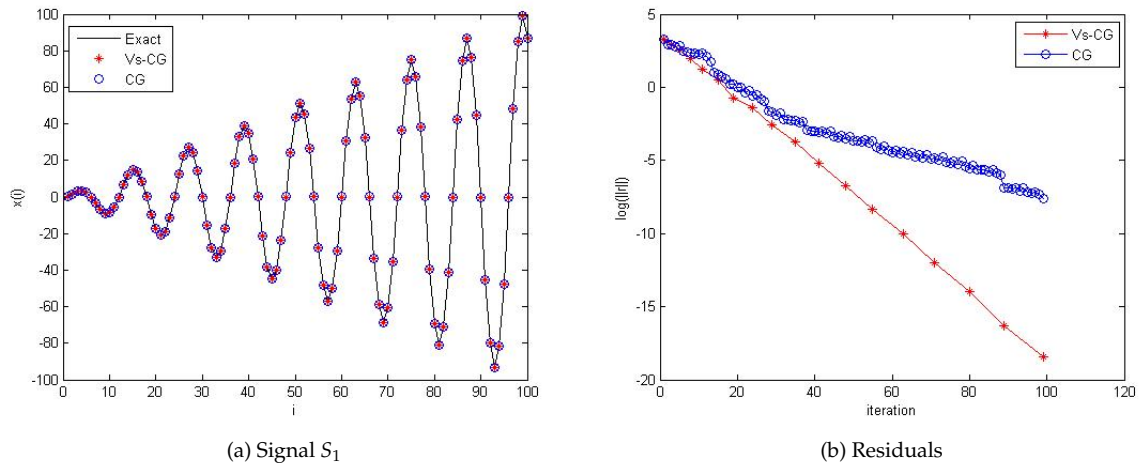 100
80
60
40
20
0
-20
-40
-60
-80
-100
x(i)
0 10 20 30 40 50 60 70 80 90 100
i
Exact
Vs-CG
CG
(a) Signal S₁
5
0
-5
-10
-15
-20
log(||r||)
0 20 40 60 80 100 120
iteration
Vs-CG
CG
(b) Residuals